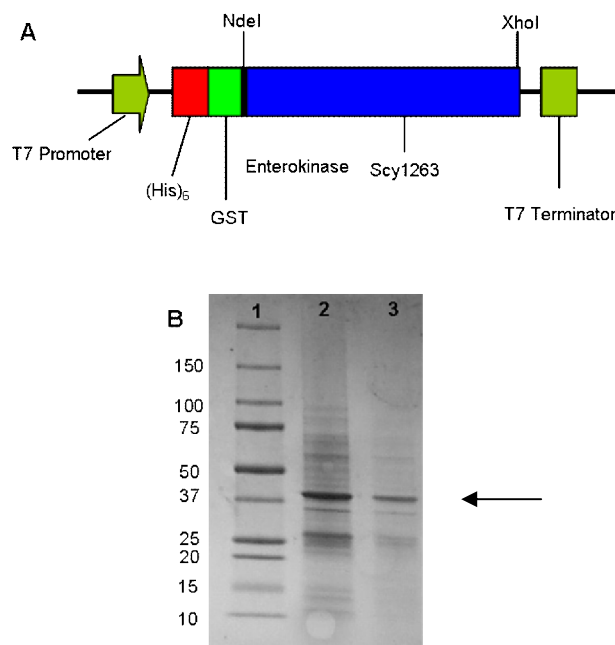 A
NdeI
XhoI
T7 Promoter
(His)6
GST
Enterokinase
Scy1263
T7 Terminator
B
1 2 3
150
100
75
50
37
25
20
15
10